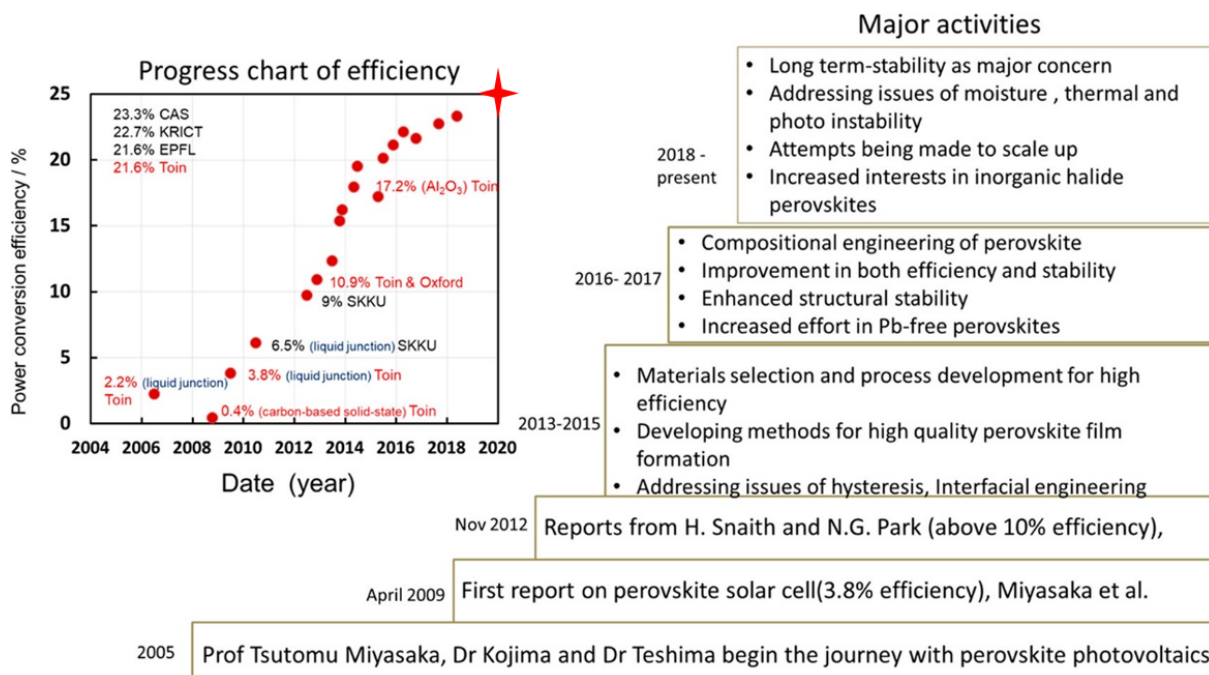 Major activities
Progress chart of efficiency
Power conversion efficiency / %
25
20
15
10
5
0
23.3% CAS
22.7% KRICT
21.6% EPFL
21.6% Toin
17.2% (Al₂O₃) Toin
10.9% Toin & Oxford
9% SKKU
6.5% (liquid junction) SKKU
3.8% (liquid junction) Toin
2.2% (liquid junction)
Toin
0.4% (carbon-based solid-state) Toin
2004 2006 2008 2010 2012 2014 2016 2018 2020
Date (year)
2018 -
present
• Long term-stability as major concern
• Addressing issues of moisture , thermal and
photo instability
• Attempts being made to scale up
• Increased interests in inorganic halide
perovskites
2016- 2017
• Compositional engineering of perovskite
• Improvement in both efficiency and stability
• Enhanced structural stability
• Increased effort in Pb-free perovskites
2013-2015
• Materials selection and process development for high
efficiency
• Developing methods for high quality perovskite film
formation
• Addressing issues of hysteresis, Interfacial engineering
Nov 2012
Reports from H. Snaith and N.G. Park (above 10% efficiency),
April 2009
First report on perovskite solar cell(3.8% efficiency), Miyasaka et al.
2005
Prof Tsutomu Miyasaka, Dr Kojima and Dr Teshima begin the journey with perovskite photovoltaics